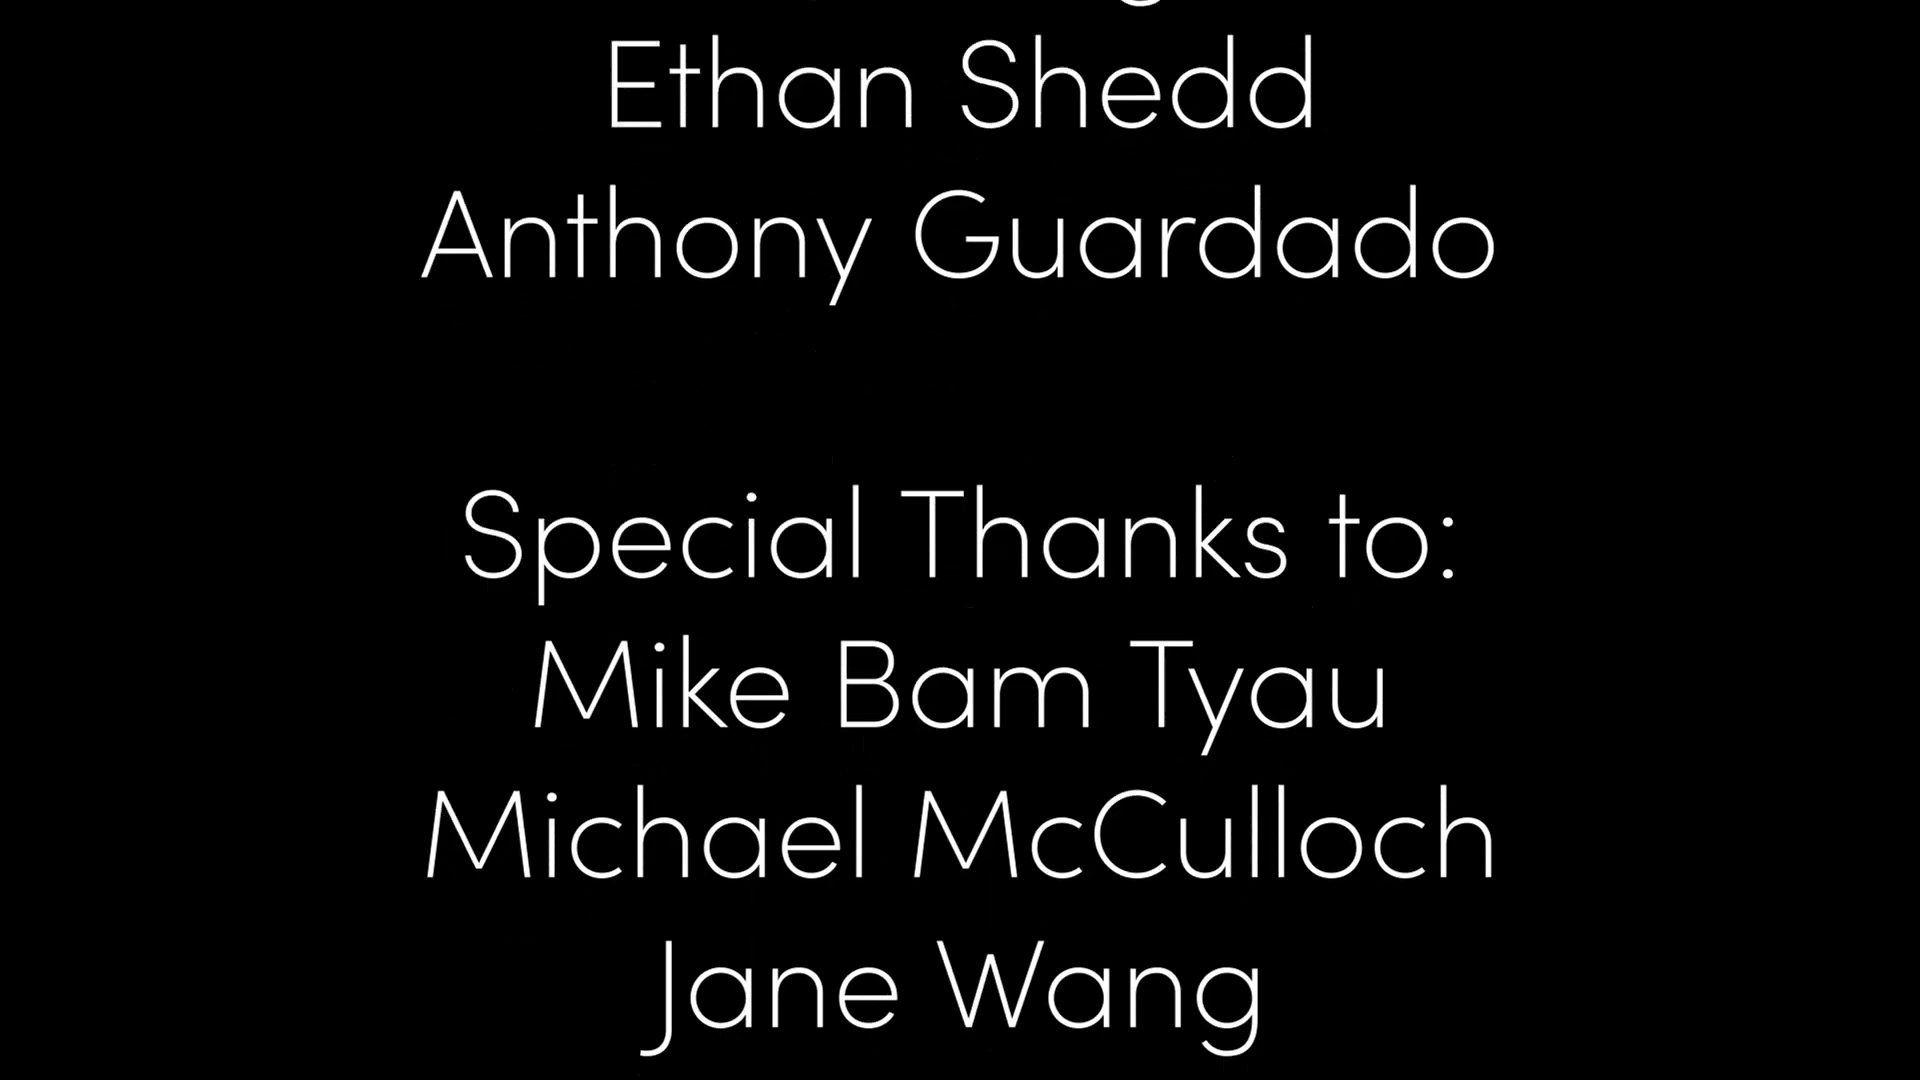 Ethan Shedd
Anthony Guardado
Special Thanks to:
Mike Bam Tyau
Michael McCulloch
Jane Wang